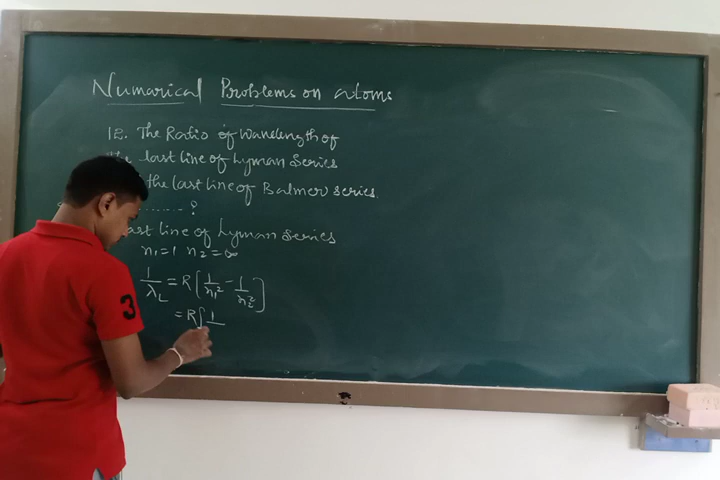 Numarical Problems on atoms
12. The Ratio of Wavelength of
the last line of Lyman Series
the last line of Balmer series.
........ ?
last line of Lyman Series
n₁=1 n₂=∞
1/λL = R[1/n₁² - 1/n₂²]
= R[1
3